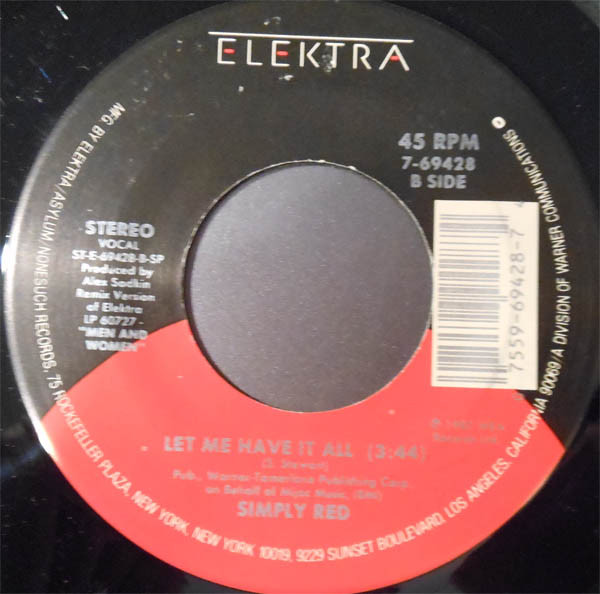 ELEKTRA
45 RPM
7-69428
B SIDE
STEREO
VOCAL
ST-E-69428-B-SP
Produced by
Alex Sadkin
Remix Version
of Elektra
LP 60727 -
"MEN AND
WOMEN"
7559-69428-7
4
LET ME HAVE IT ALL (3:44)
(S. Stewart)
Pub., Warner-Tamerlane Publishing Corp.
on Behalf of Mijac Music, (BMI)
SIMPLY RED
MFG. BY ELEKTRA/ASYLUM/NONESUCH RECORDS, 75 ROCKEFELLER PLAZA, NEW YORK, NEW YORK 10019, 9229 SUNSET BOULEVARD, LOS ANGELES, CALIFORNIA 90069/A DIVISION OF WARNER COMMUNICATIONS